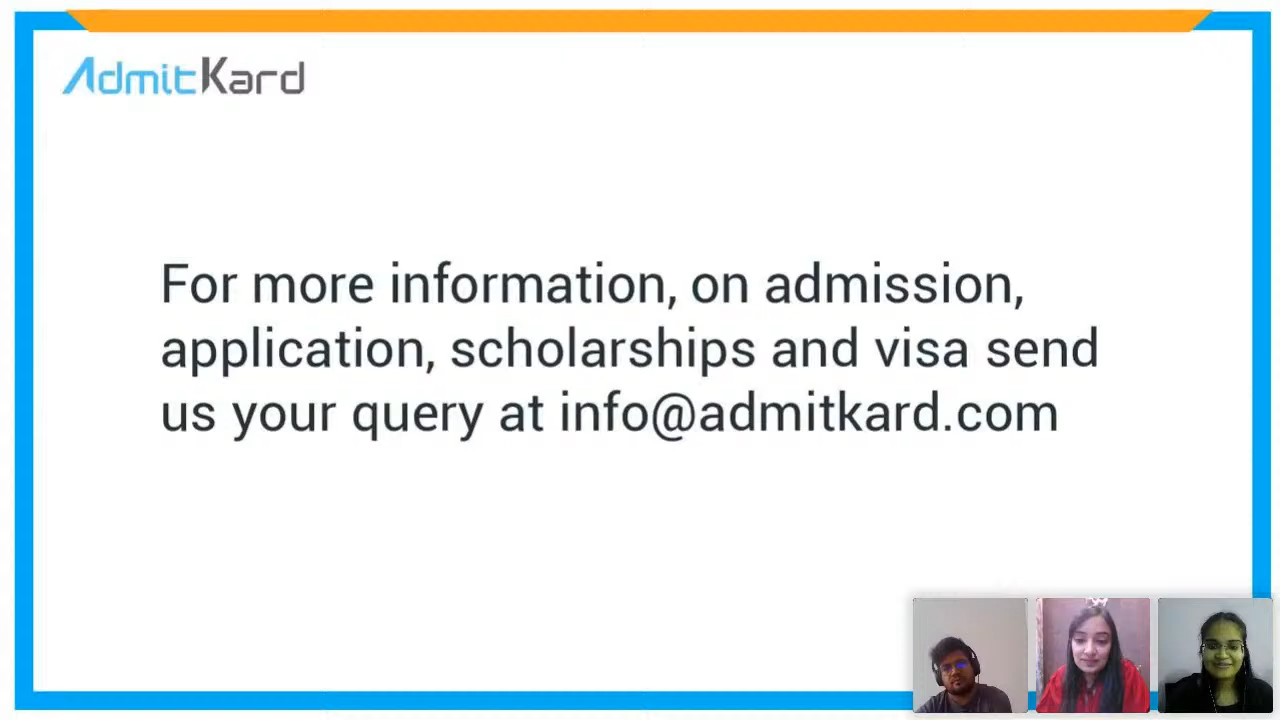 AdmitKard
For more information, on admission,
application, scholarships and visa send
us your query at info@admitkard.com